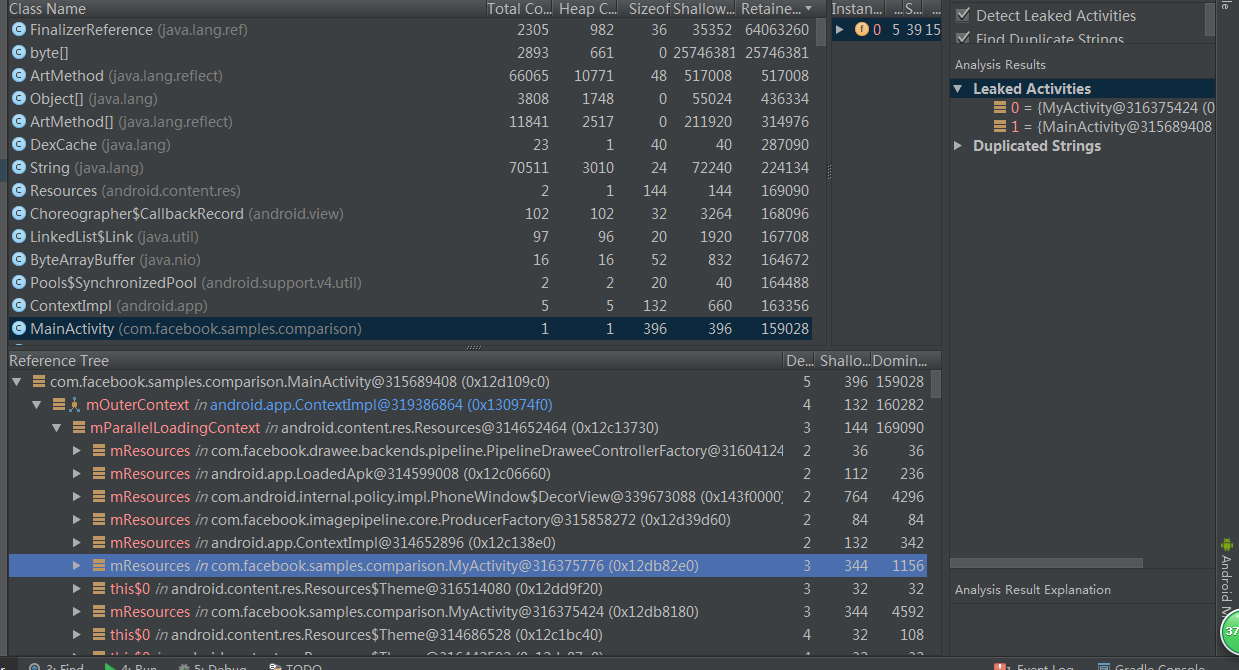 Class Name Total Co... Heap C... Sizeof Shallow... Retaine...
FinalizerReference (java.lang.ref) 2305 982 36 35352 64063260
byte[] 2893 661 0 25746381 25746381
ArtMethod (java.lang.reflect) 66065 10771 48 517008 517008
Object[] (java.lang) 3808 1748 0 55024 436334
ArtMethod[] (java.lang.reflect) 11841 2517 0 211920 314976
DexCache (java.lang) 23 1 40 40 287090
String (java.lang) 70511 3010 24 72240 224134
Resources (android.content.res) 2 1 144 144 169090
Choreographer$CallbackRecord (android.view) 102 102 32 3264 168096
LinkedList$Link (java.util) 97 96 20 1920 167708
ByteArrayBuffer (java.nio) 16 16 52 832 164672
Pools$SynchronizedPool (android.support.v4.util) 2 2 20 40 164488
ContextImpl (android.app) 5 5 132 660 163356
MainActivity (com.facebook.samples.comparison) 1 1 396 396 159028
Instan... ... S... ...
0 5 39 15
Detect Leaked Activities
Find Duplicate Strings
Analysis Results
Leaked Activities
0 = {MyActivity@316375424 (0
1 = {MainActivity@315689408
Duplicated Strings
Reference Tree De... Shallo... Domin...
com.facebook.samples.comparison.MainActivity@315689408 (0x12d109c0) 5 396 159028
mOuterContext in android.app.ContextImpl@319386864 (0x130974f0) 4 132 160282
mParallelLoadingContext in android.content.res.Resources@314652464 (0x12c13730) 3 144 169090
mResources in com.facebook.drawee.backends.pipeline.PipelineDraweeControllerFactory@31604124 2 36 36
mResources in android.app.LoadedApk@314599008 (0x12c06660) 2 112 236
mResources in com.android.internal.policy.impl.PhoneWindow$DecorView@339673088 (0x143f0000) 2 764 4296
mResources in com.facebook.imagepipeline.core.ProducerFactory@315858272 (0x12d39d60) 2 84 84
mResources in android.app.ContextImpl@314652896 (0x12c138e0) 2 132 342
mResources in com.facebook.samples.comparison.MyActivity@316375776 (0x12db82e0) 3 344 1156
this$0 in android.content.res.Resources$Theme@316514080 (0x12dd9f20) 3 32 32
mResources in com.facebook.samples.comparison.MyActivity@316375424 (0x12db8180) 3 344 4592
this$0 in android.content.res.Resources$Theme@314686528 (0x12c1bc40) 4 32 108
Analysis Result Explanation
Android M
37
3: Find 4: Run 5: Debug TODO
Event Log Gradle Console